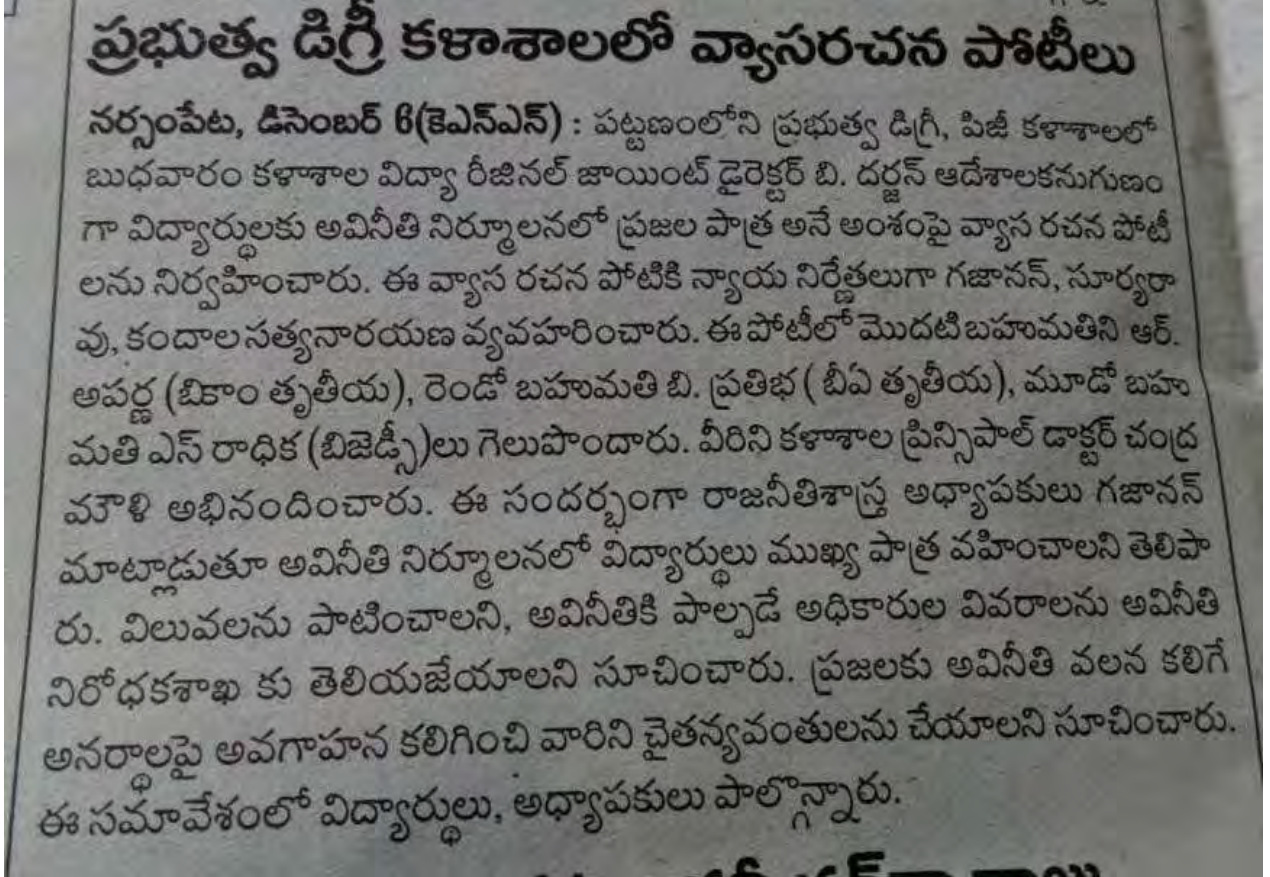 ప్రభుత్వ డిగ్రీ కళాశాలలో వ్యాసరచన పోటీలు
నర్సంపేట, డిసెంబర్ 6(కెఎన్ఎన్) : పట్టణంలోని ప్రభుత్వ డిగ్రీ, పిజీ కళాశాలలో
బుధవారం కళాశాల విద్యా రీజినల్ జాయింట్ డైరెక్టర్ బి. దర్జన్ ఆదేశాలకనుగుణం
గా విద్యార్థులకు అవినీతి నిర్మూలనలో ప్రజల పాత్ర అనే అంశంపై వ్యాస రచన పోటీ
లను నిర్వహించారు. ఈ వ్యాస రచన పోటికి న్యాయ నిర్ణేతలుగా గజానన్, సూర్యరా
వు, కందాల సత్యనారయణ వ్యవహరించారు. ఈ పోటీలో మొదటి బహుమతిని ఆర్.
అపర్ణ (బికాం తృతీయ), రెండో బహుమతి బి. ప్రతిభ ( బీఏ తృతీయ), మూడో బహు
మతి ఎస్ రాధిక (బిజెడ్సీ)లు గెలుపొందారు. వీరిని కళాశాల ప్రిన్సిపాల్ డాక్టర్ చంద్ర
మౌళి అభినందించారు. ఈ సందర్భంగా రాజనీతిశాస్త్ర అధ్యాపకులు గజానన్
మాట్లాడుతూ అవినీతి నిర్మూలనలో విద్యార్థులు ముఖ్య పాత్ర వహించాలని తెలిపా
రు. విలువలను పాటించాలని, అవినీతికి పాల్పడే అధికారుల వివరాలను అవినీతి
నిరోధకశాఖ కు తెలియజేయాలని సూచించారు. ప్రజలకు అవినీతి వలన కలిగే
అనర్థాలపై అవగాహన కలిగించి వారిని చైతన్యవంతులను చేయాలని సూచించారు.
ఈ సమావేశంలో విద్యార్థులు, అధ్యాపకులు పాల్గొన్నారు.